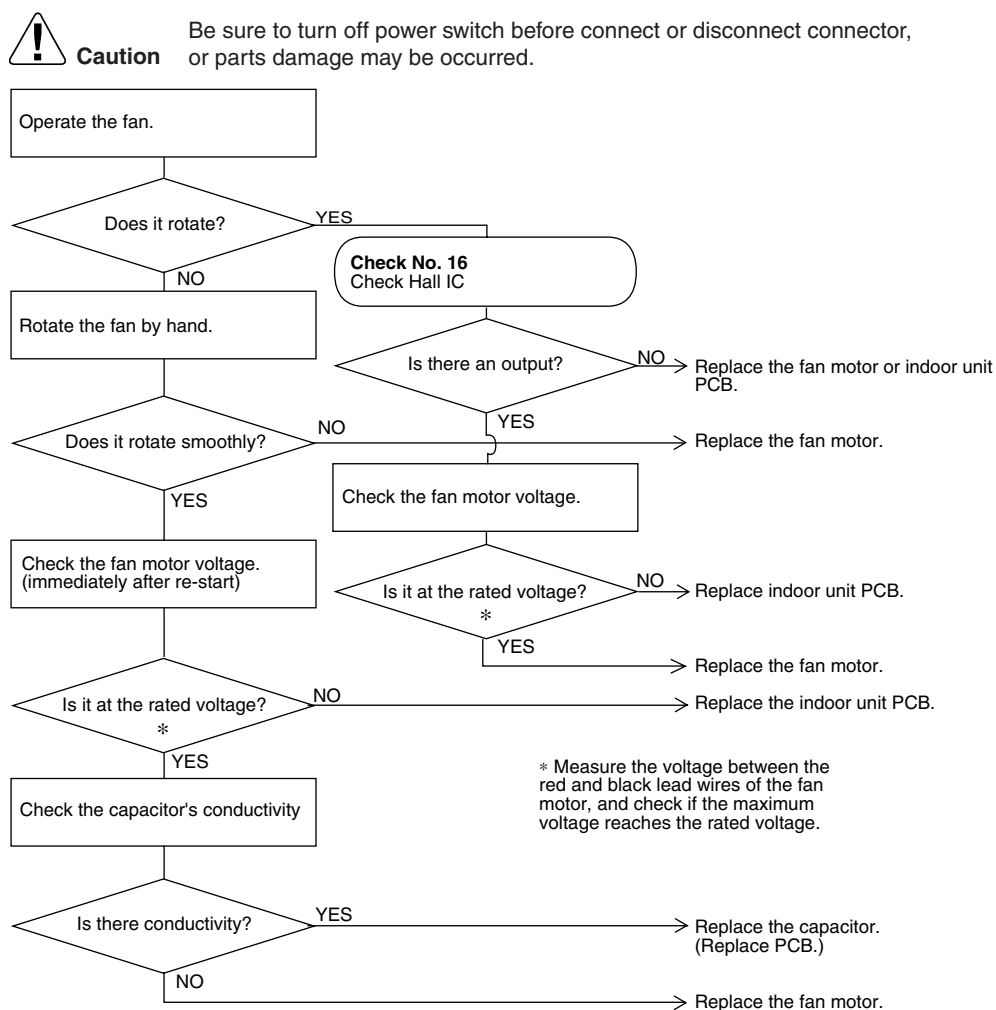 Caution
Be sure to turn off power switch before connect or disconnect connector,
or parts damage may be occurred.
Operate the fan.
Does it rotate?
YES
NO
Check No. 16
Check Hall IC
Rotate the fan by hand.
Is there an output?
NO
Replace the fan motor or indoor unit
PCB.
YES
Does it rotate smoothly?
NO
Replace the fan motor.
YES
Check the fan motor voltage.
Check the fan motor voltage.
(immediately after re-start)
Is it at the rated voltage?
*
NO
Replace indoor unit PCB.
YES
Replace the fan motor.
Is it at the rated voltage?
*
NO
Replace the indoor unit PCB.
YES
* Measure the voltage between the
red and black lead wires of the fan
motor, and check if the maximum
voltage reaches the rated voltage.
Check the capacitor's conductivity
Is there conductivity?
YES
Replace the capacitor.
(Replace PCB.)
NO
Replace the fan motor.